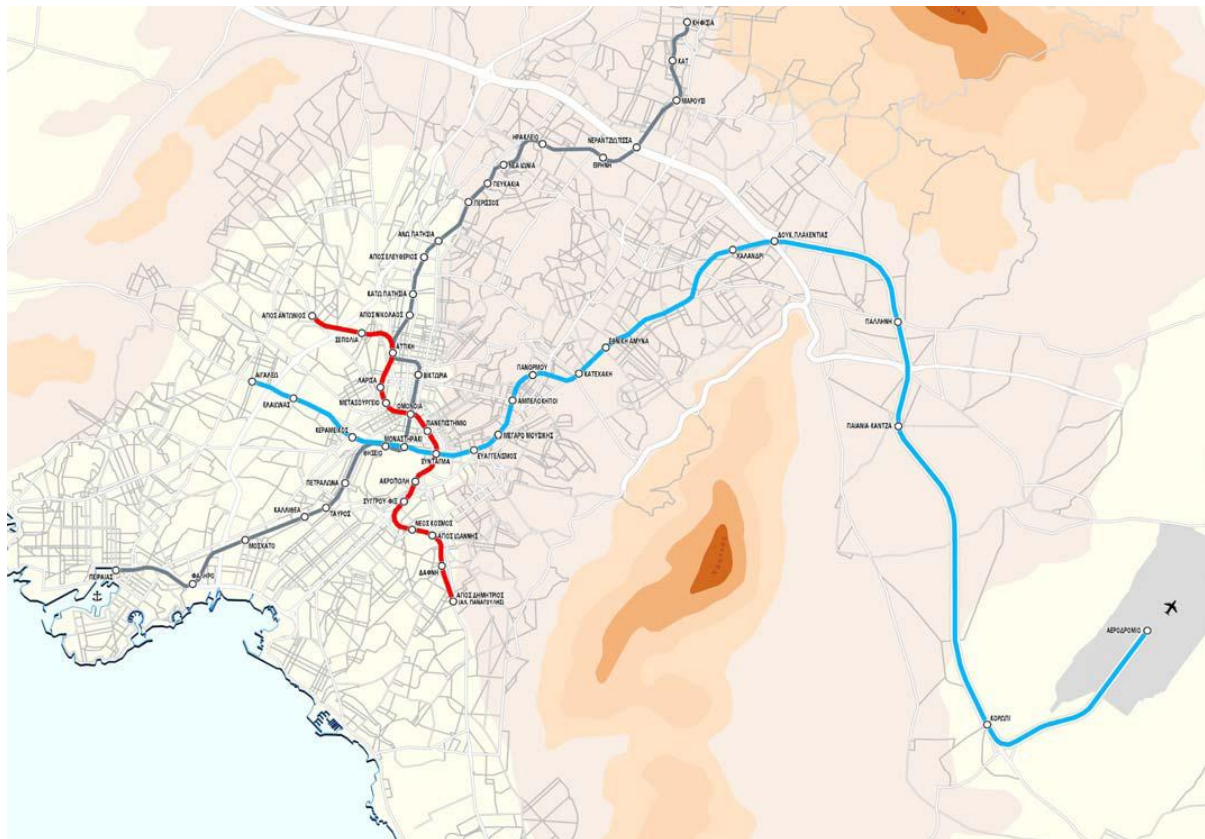 ΚΗΦΙΣΙΑ
ΚΑΤ
ΜΑΡΟΥΣΙ
ΝΕΡΑΝΤΖΙΩΤΙΣΣΑ
ΕΙΡΗΝΗ
ΗΡΑΚΛΕΙΟ
ΝΕΑ ΙΩΝΙΑ
ΠΕΥΚΑΚΙΑ
ΠΕΡΙΣΣΟΣ
ΑΝΩ ΠΑΤΗΣΙΑ
ΑΓΙΟΣ ΕΛΕΥΘΕΡΙΟΣ
ΚΑΤΩ ΠΑΤΗΣΙΑ
ΑΓΙΟΣ ΝΙΚΟΛΑΟΣ
ΑΓΙΟΣ ΑΝΤΩΝΙΟΣ
ΣΕΠΟΛΙΑ
ΑΤΤΙΚΗ
ΒΙΚΤΩΡΙΑ
ΛΑΡΙΣΑ
ΜΕΤΑΞΟΥΡΓΕΙΟ
ΟΜΟΝΟΙΑ
ΠΑΝΕΠΙΣΤΗΜΙΟ
ΑΙΓΑΛΕΩ
ΕΛΑΙΩΝΑΣ
ΚΕΡΑΜΕΙΚΟΣ
ΜΟΝΑΣΤΗΡΑΚΙ
ΘΗΣΕΙΟ
ΣΥΝΤΑΓΜΑ
ΕΥΑΓΓΕΛΙΣΜΟΣ
ΜΕΓΑΡΟ ΜΟΥΣΙΚΗΣ
ΑΜΠΕΛΟΚΗΠΟΙ
ΠΑΝΟΡΜΟΥ
ΚΑΤΕΧΑΚΗ
ΕΘΝΙΚΗ ΑΜΥΝΑ
ΧΑΛΑΝΔΡΙ
ΔΟΥΚ. ΠΛΑΚΕΝΤΙΑΣ
ΠΑΛΛΗΝΗ
ΠΑΙΑΝΙΑ-ΚΑΝΤΖΑ
ΚΟΡΩΠΙ
ΑΕΡΟΔΡΟΜΙΟ
ΠΕΤΡΑΛΩΝΑ
ΤΑΥΡΟΣ
ΚΑΛΛΙΘΕΑ
ΜΟΣΧΑΤΟ
ΦΑΛΗΡΟ
ΠΕΙΡΑΙΑΣ
ΑΚΡΟΠΟΛΗ
ΣΥΓΓΡΟΥ-ΦΙΞ
ΝΕΟΣ ΚΟΣΜΟΣ
ΑΓΙΟΣ ΙΩΑΝΝΗΣ
ΔΑΦΝΗ
ΑΓΙΟΣ ΔΗΜΗΤΡΙΟΣ
(ΑΛ. ΠΑΝΑΓΟΥΛΗΣ)